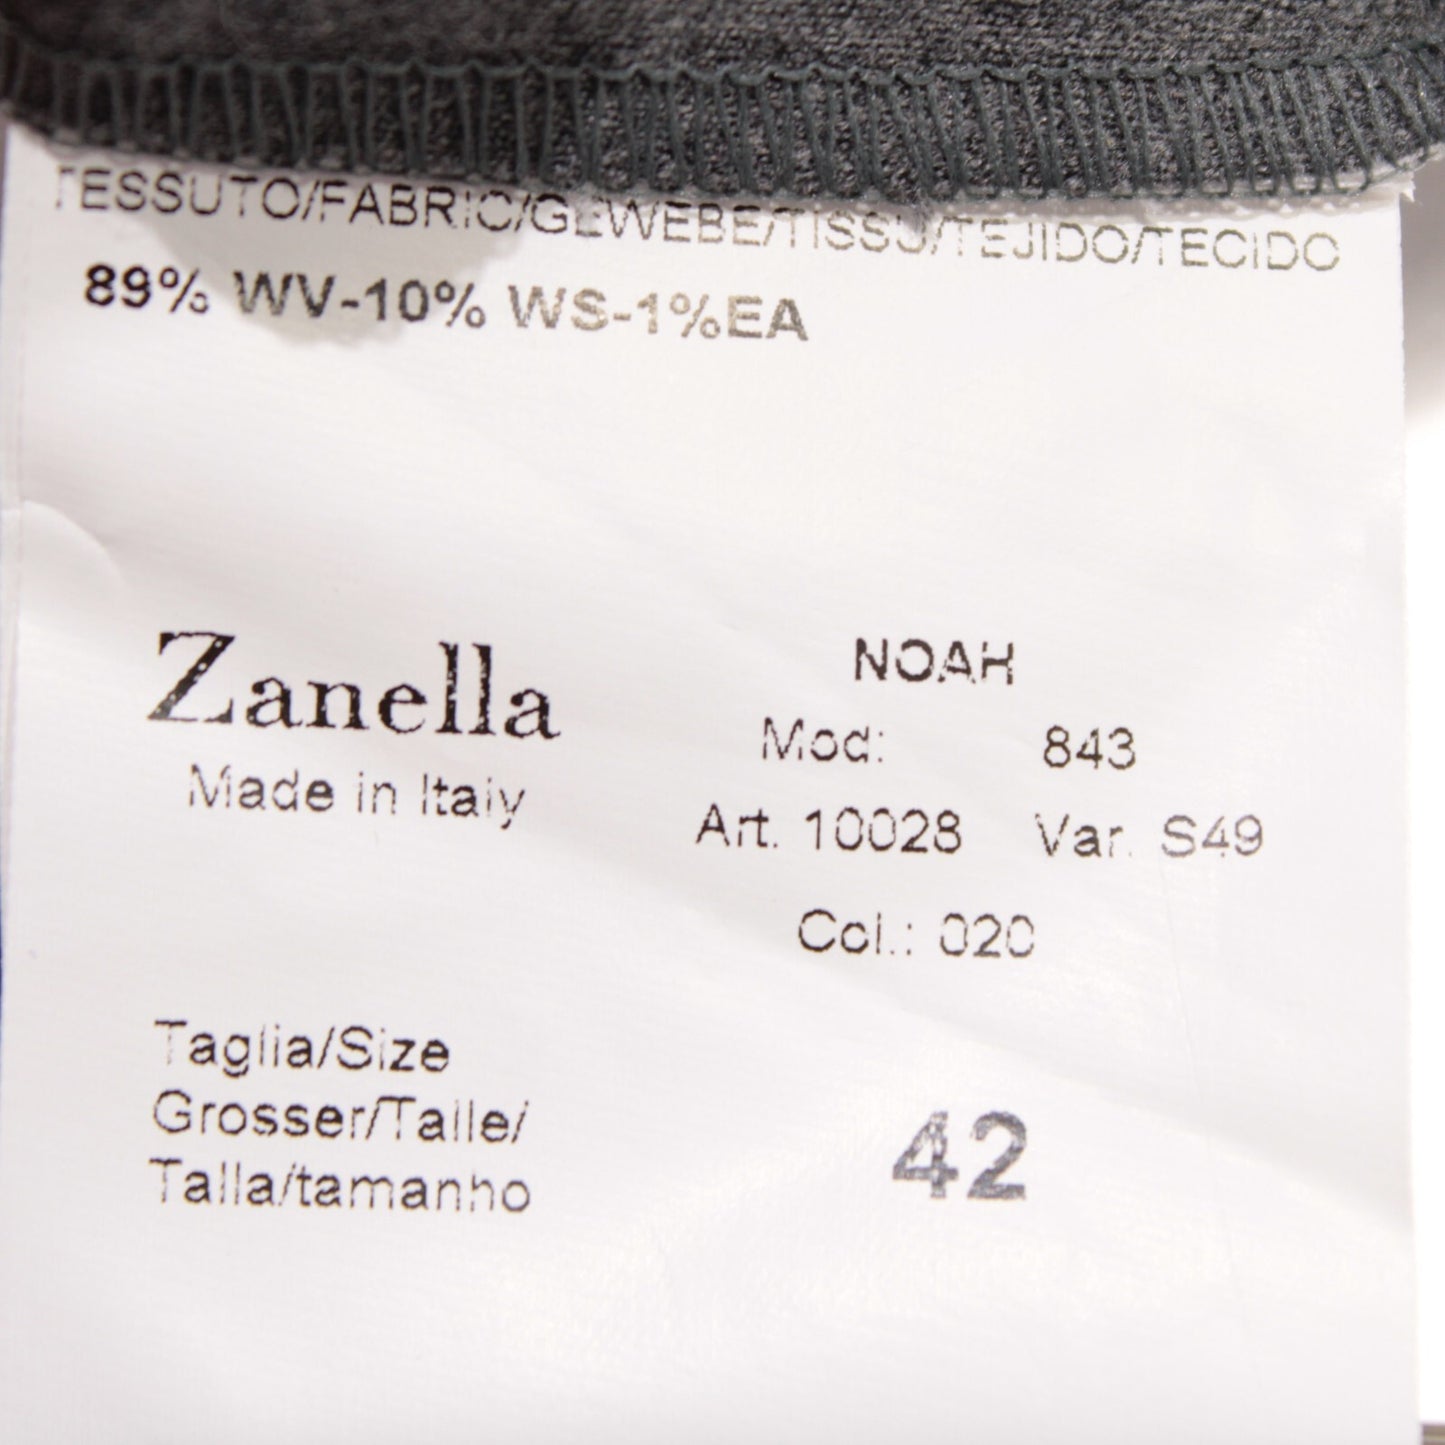 TESSUTO/FABRIC/GEWEBE/TISSU/TEJIDO/TECIDO
89% WV-10% WS-1%EA
Zanella
Made in Italy
NOAH
Mod: 843
Art. 10028 Var. S49
Col.: 020
Taglia/Size
Grosser/Taille/
Talla/tamanho
42